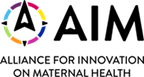 AIM
ALLIANCE FOR INNOVATION
ON MATERNAL HEALTH